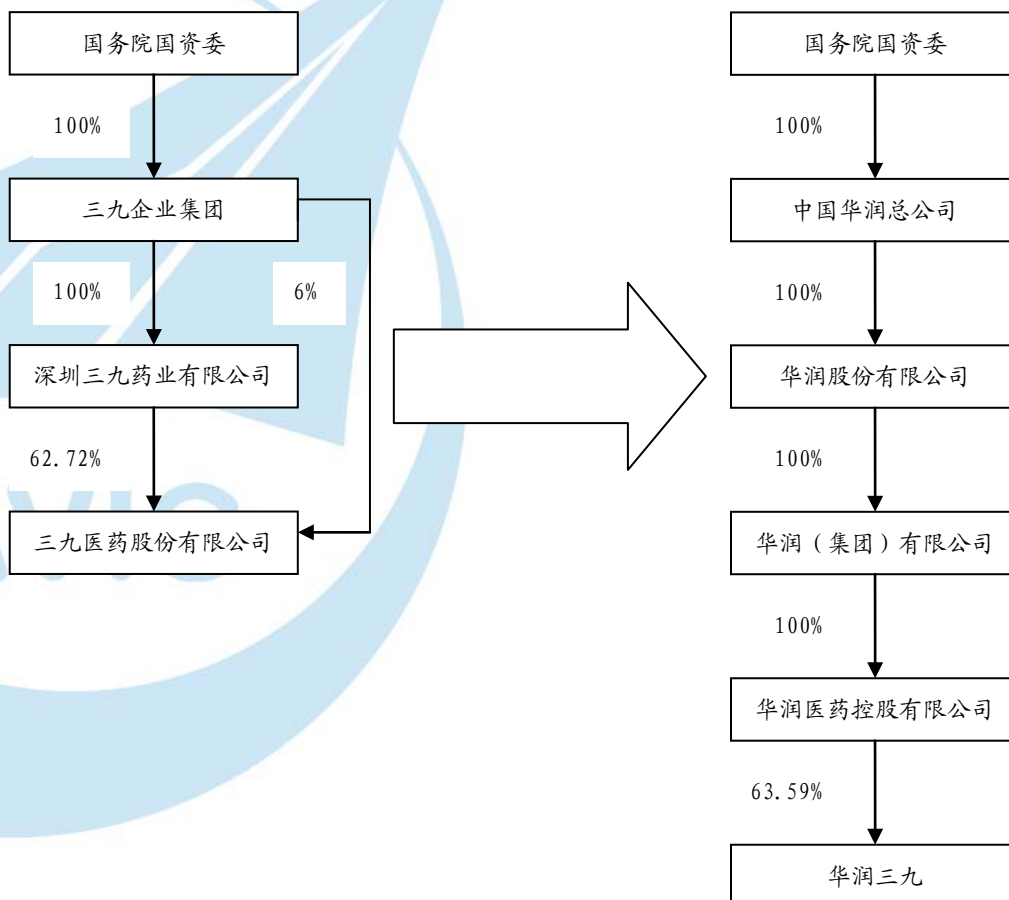 国务院国资委
100%
三九企业集团
100%
6%
深圳三九药业有限公司
62.72%
三九医药股份有限公司
国务院国资委
100%
中国华润总公司
100%
华润股份有限公司
100%
华润（集团）有限公司
100%
华润医药控股有限公司
63.59%
华润三九